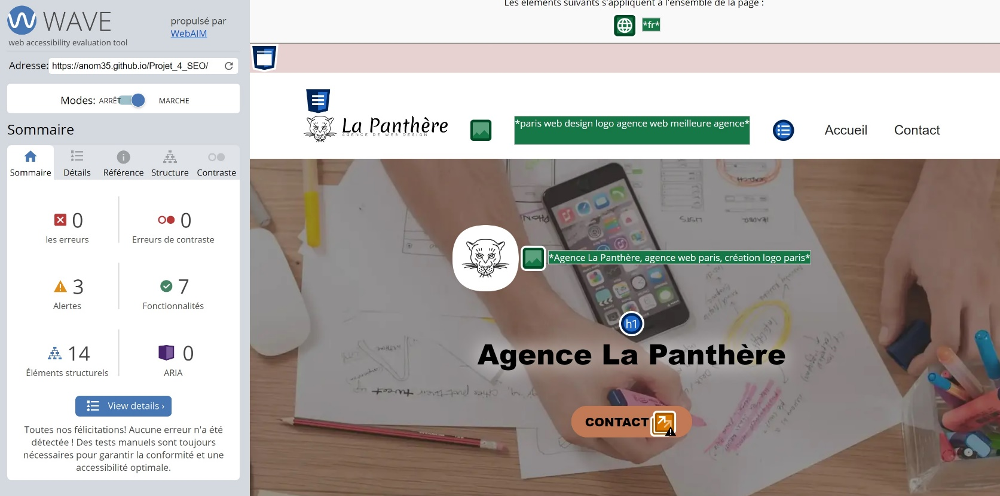 WAVE
web accessibility evaluation tool
propulsé par
WebAIM
Adresse: https://anom35.github.io/Projet_4_SEO/
Modes: ARRÊT MARCHE
Sommaire
Sommaire Détails Référence Structure Contraste
0 0
les erreurs Erreurs de contraste
3 7
Alertes Fonctionnalités
14 0
Éléments structurels ARIA
View details ›
Toutes nos félicitations! Aucune erreur n'a été
détectée ! Des tests manuels sont toujours
nécessaires pour garantir la conformité et une
accessibilité optimale.
Les éléments suivants s'appliquent à l'ensemble de la page :
*fr*
La Panthère
AGENCE DE WEB DESIGN
*paris web design logo agence web meilleure agence*
Accueil Contact
*Agence La Panthère, agence web paris, création logo paris*
h1
Agence La Panthère
CONTACT